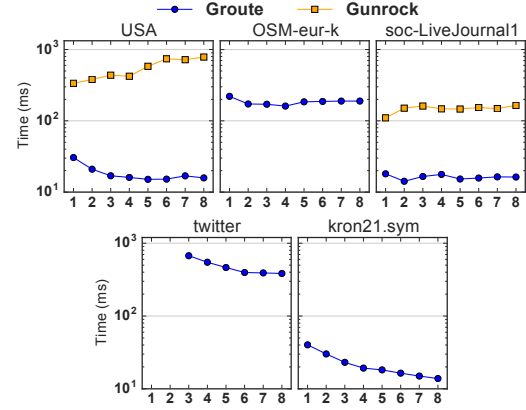 Groute Gunrock
USA OSM-eur-k soc-LiveJournal1
10³
10²
10¹
Time (ms)
1 2 3 4 5 6 7 8 1 2 3 4 5 6 7 8 1 2 3 4 5 6 7 8
twitter kron21.sym
10³
10²
10¹
Time (ms)
1 2 3 4 5 6 7 8 1 2 3 4 5 6 7 8